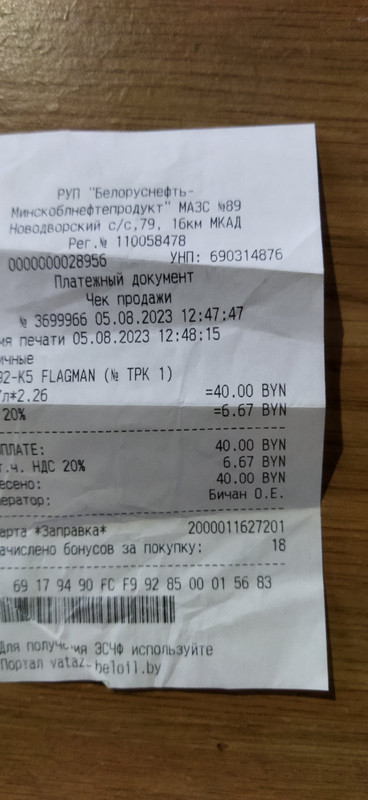 РУП "Белоруснефть-
Минскоблнефтепродукт" МАЗС №89
Новодворский с/с,79, 16км МКАД
Рег.№ 110058478
0000000028956 УНП: 690314876
Платежный документ
Чек продажи
№ 3699966 05.08.2023 12:47:47
мя печати 05.08.2023 12:48:15
ичные
92-К5 FLAGMAN (№ ТРК 1)
/л*2.26 =40.00 BYN
20% =6.67 BYN
ПЛАТЕ: 40.00 BYN
т.ч. НДС 20% 6.67 BYN
есено: 40.00 BYN
ператор: Бичан О.Е.
арта *Заправка* 2000011627201
ачислено бонусов за покупку: 18
69 17 94 90 FC F9 92 85 00 01 56 83
Для получения ЭСЧФ используйте
Портал vataz-beloil.by